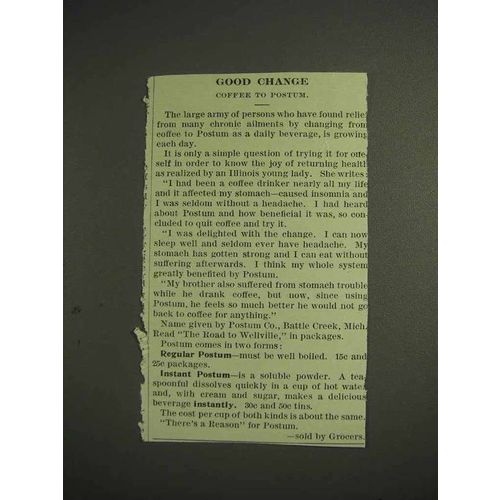 GOOD CHANGE
COFFEE TO POSTUM.
The large army of persons who have found relief
from many chronic ailments by changing from
coffee to Postum as a daily beverage, is growing
each day.
It is only a simple question of trying it for one-
self in order to know the joy of returning health
as realized by an Illinois young lady. She writes:
"I had been a coffee drinker nearly all my life
and it affected my stomach—caused insomnia and
I was seldom without a headache. I had heard
about Postum and how beneficial it was, so con-
cluded to quit coffee and try it.
"I was delighted with the change. I can now
sleep well and seldom ever have headache. My
stomach has gotten strong and I can eat without
suffering afterwards. I think my whole system
greatly benefited by Postum.
"My brother also suffered from stomach trouble
while he drank coffee, but now, since using
Postum, he feels so much better he would not go
back to coffee for anything."
Name given by Postum Co., Battle Creek, Mich.
Read "The Road to Wellville," in packages.
Postum comes in two forms:
Regular Postum—must be well boiled. 15c and
25c packages.
Instant Postum—is a soluble powder. A tea-
spoonful dissolves quickly in a cup of hot water
and, with cream and sugar, makes a delicious
beverage instantly. 30c and 50c tins.
The cost per cup of both kinds is about the same.
"There's a Reason" for Postum.
—sold by Grocers.